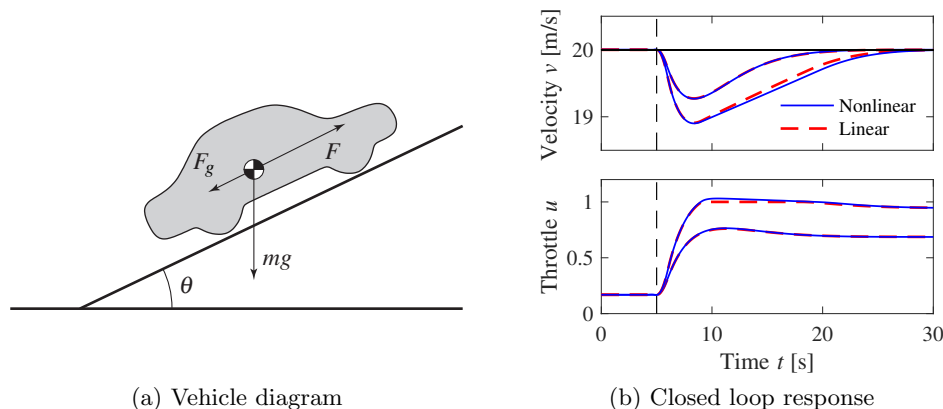 F_g
F
mg
θ
(a) Vehicle diagram
Velocity v [m/s]
20
19
Nonlinear
Linear
Throttle u
1
0.5
0
0
10
20
30
Time t [s]
(b) Closed loop response